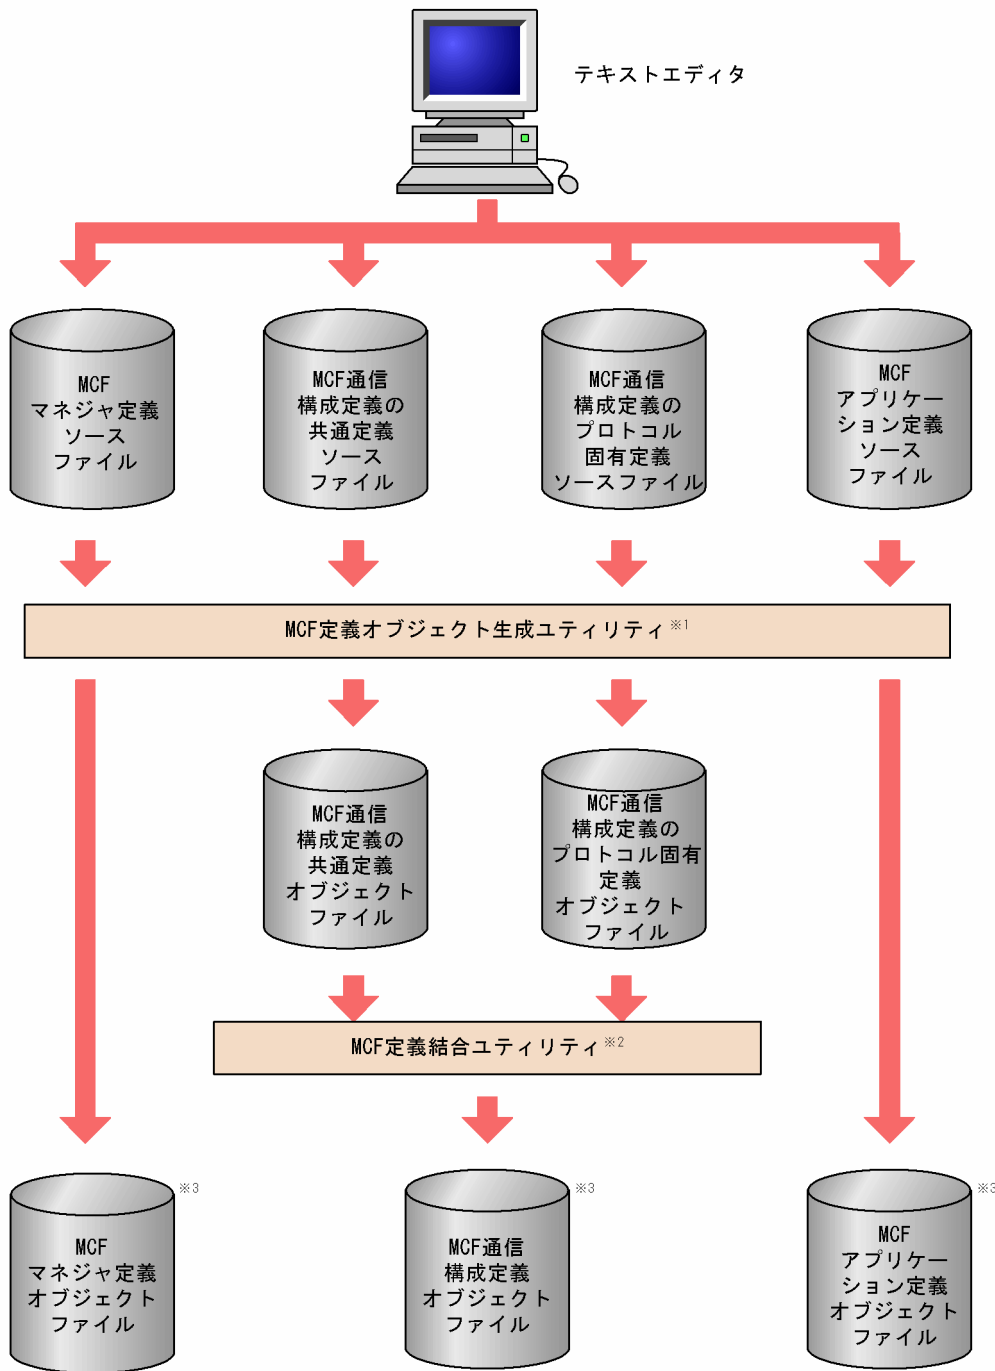 テキストエディタ
MCF
マネジャ定義
ソース
ファイル
MCF通信
構成定義の
共通定義
ソース
ファイル
MCF通信
構成定義の
プロトコル
固有定義
ソースファイル
MCF
アプリケー
ション定義
ソース
ファイル
MCF定義オブジェクト生成ユティリティ※1
MCF通信
構成定義の
共通定義
オブジェクト
ファイル
MCF通信
構成定義の
プロトコル固有
定義
オブジェクト
ファイル
MCF定義結合ユティリティ※2
※3
MCF
マネジャ定義
オブジェクト
ファイル
※3
MCF通信
構成定義
オブジェクト
ファイル
※3
MCF
アプリケー
ション定義
オブジェクト
ファイル